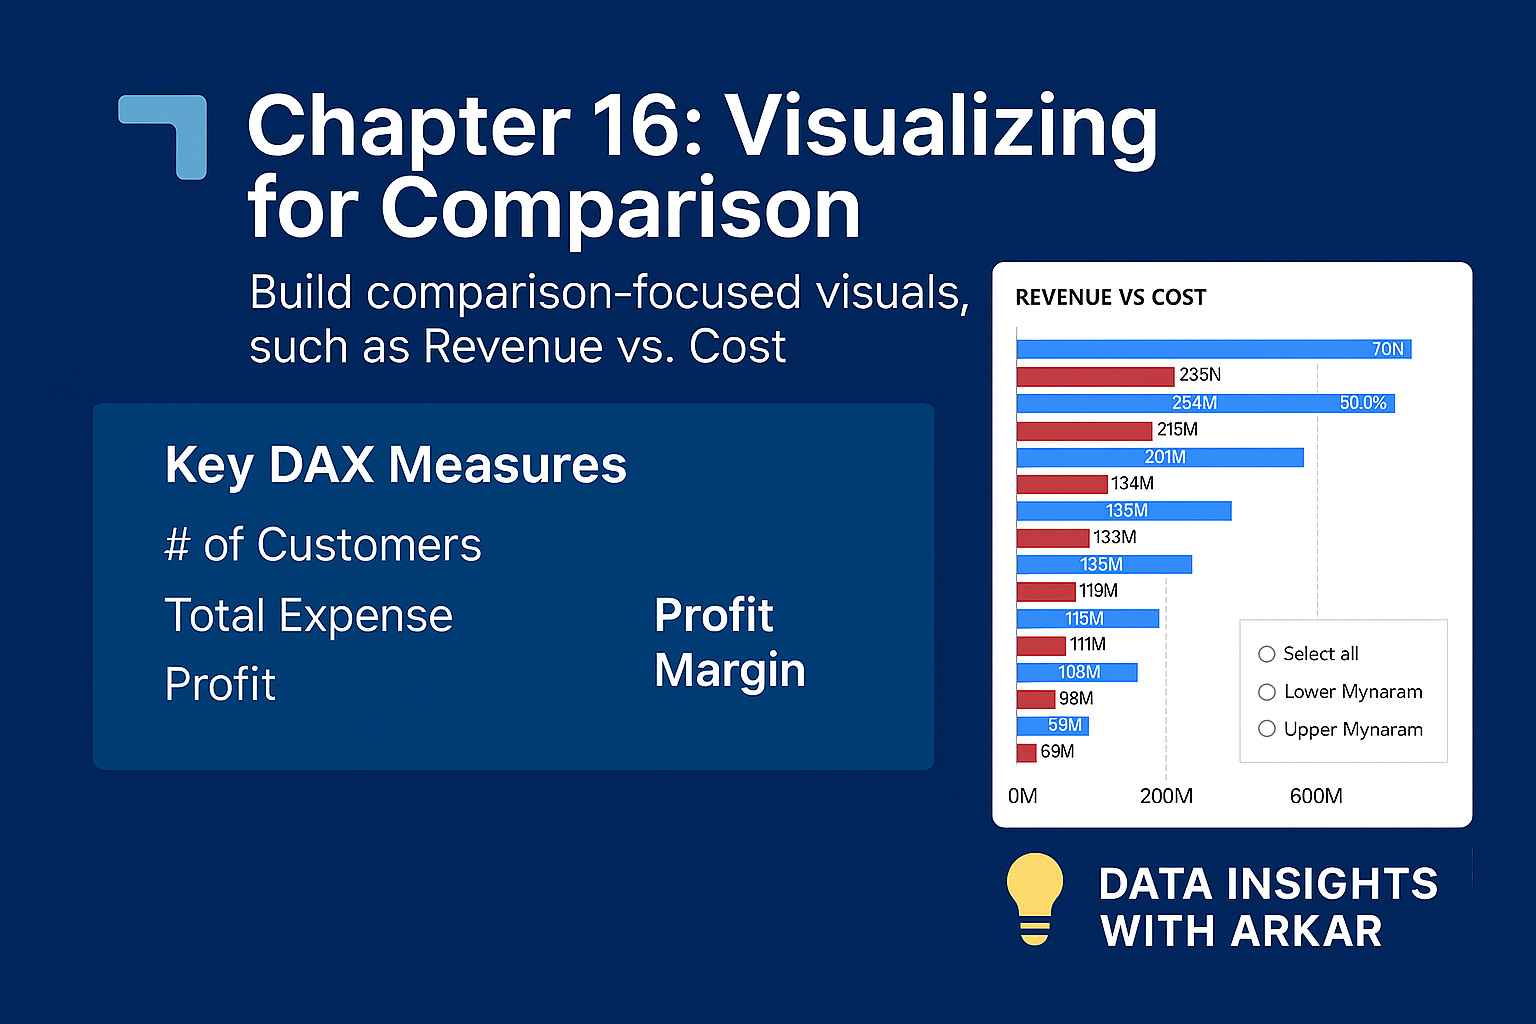 Chapter 16: Visualizing
for Comparison
Build comparison-focused visuals,
such as Revenue vs. Cost
Key DAX Measures
# of Customers
Total Expense
Profit
Profit
Margin
REVENUE VS COST
70N
235N
254M 50.0%
215M
201M
134M
135M
133M
135M
119M
115M
111M
108M
98M
59M
69M
Select all
Lower Mynaram
Upper Mynaram
0M 200M 600M
DATA INSIGHTS
WITH ARKAR